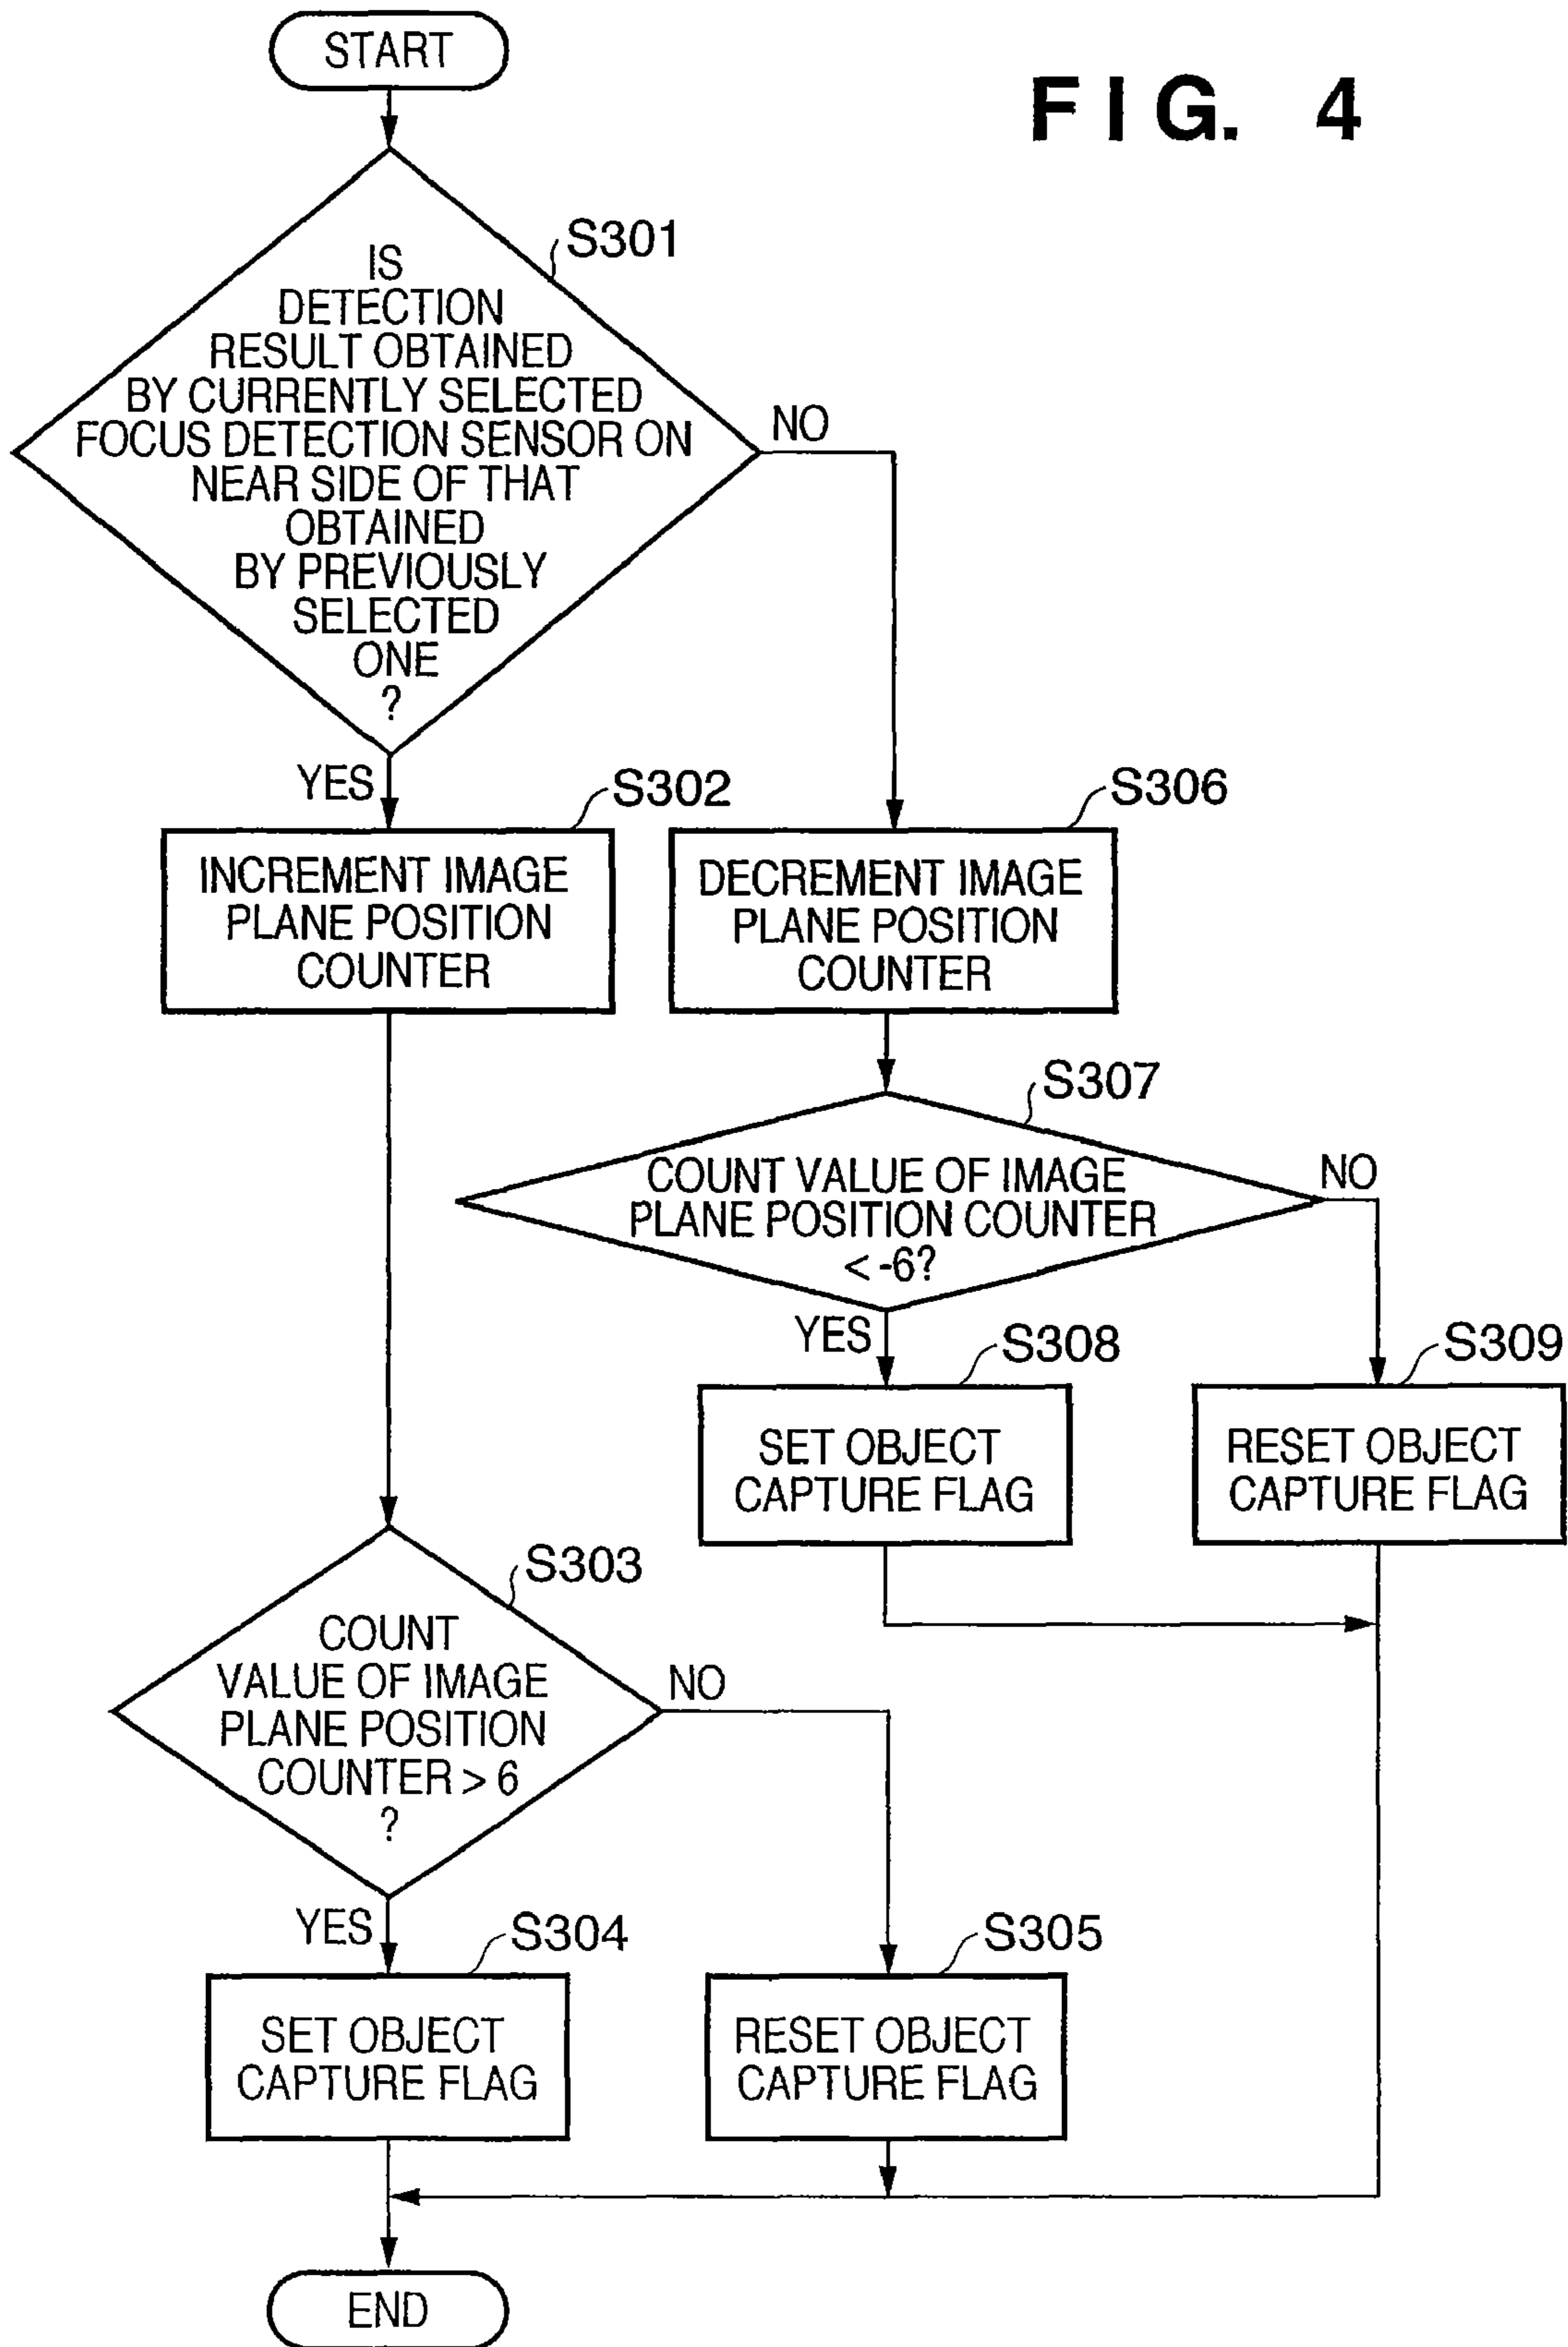 START
FIG. 4
S301
IS
DETECTION
RESULT OBTAINED
BY CURRENTLY SELECTED
FOCUS DETECTION SENSOR ON
NEAR SIDE OF THAT
OBTAINED
BY PREVIOUSLY
SELECTED
ONE
?
NO
YES
S302
INCREMENT IMAGE
PLANE POSITION
COUNTER
S306
DECREMENT IMAGE
PLANE POSITION
COUNTER
S307
COUNT VALUE OF IMAGE
PLANE POSITION COUNTER
< -6?
NO
YES
S308
SET OBJECT
CAPTURE FLAG
S309
RESET OBJECT
CAPTURE FLAG
S303
COUNT
VALUE OF IMAGE
PLANE POSITION
COUNTER > 6
?
NO
YES
S304
SET OBJECT
CAPTURE FLAG
S305
RESET OBJECT
CAPTURE FLAG
END